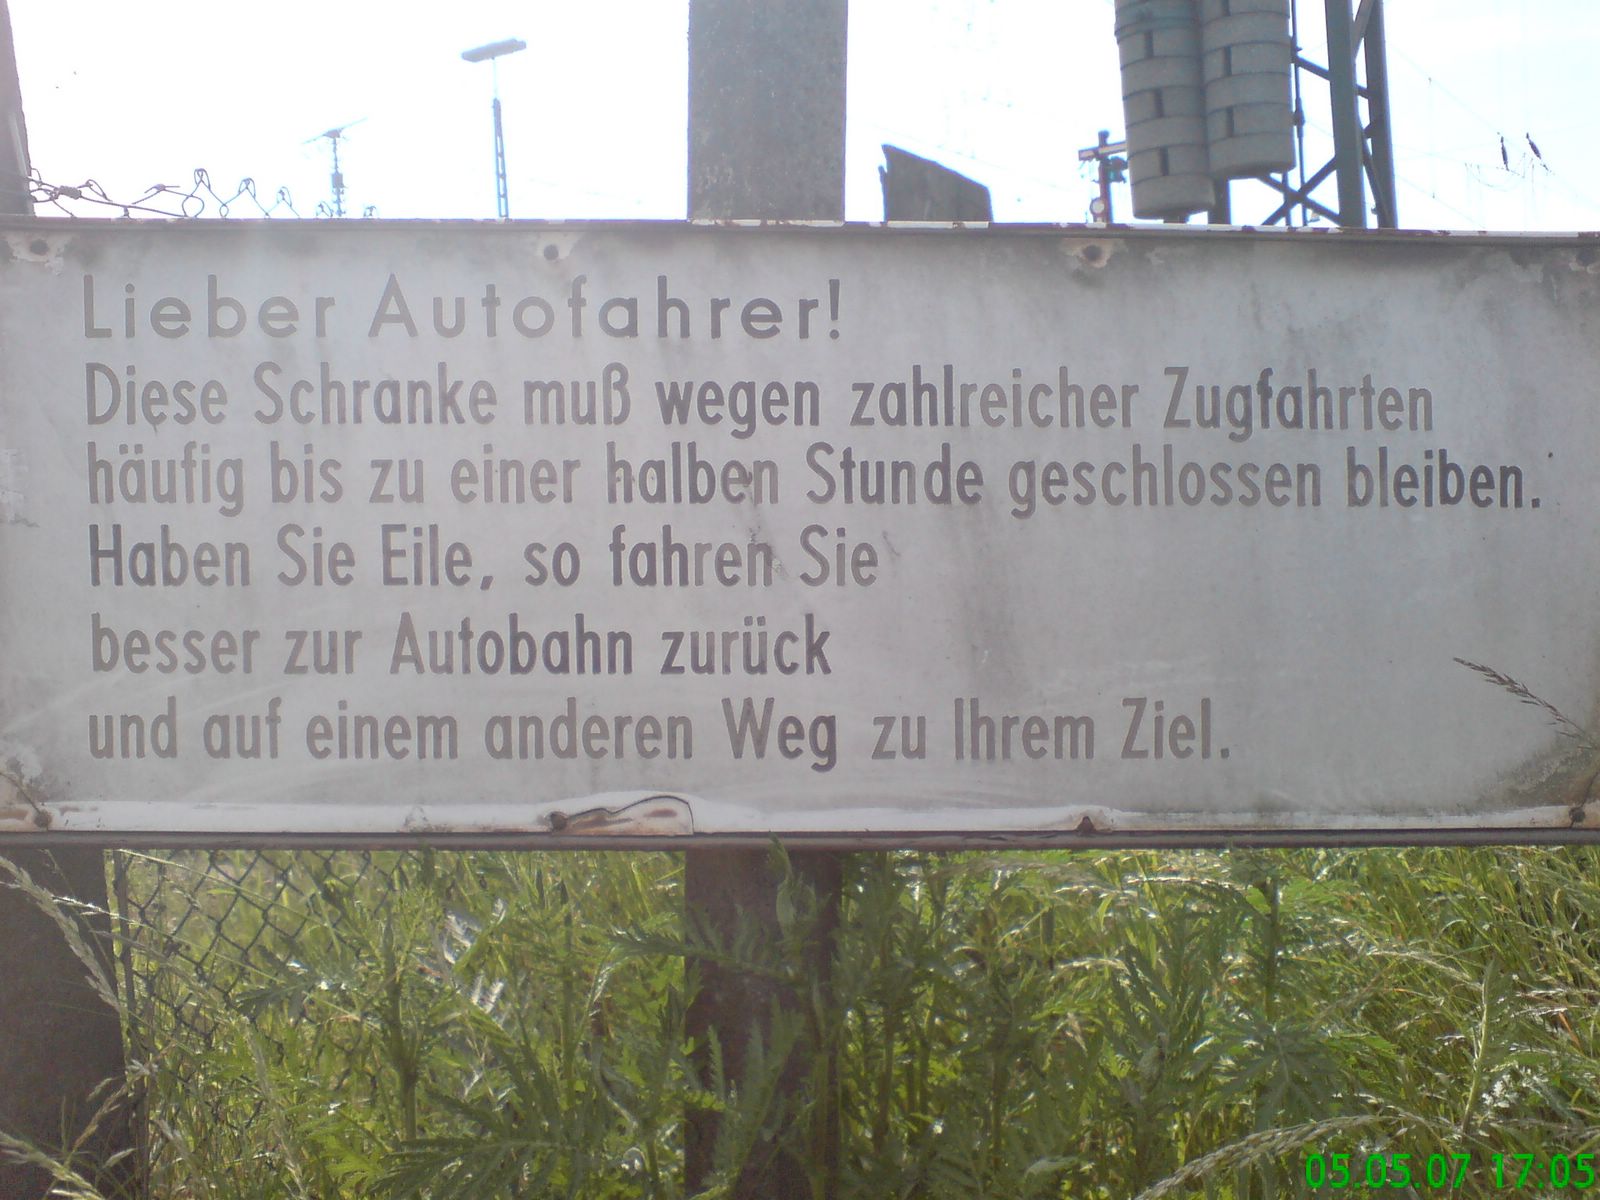 Lieber Autofahrer!
Diese Schranke muß wegen zahlreicher Zugfahrten
häufig bis zu einer halben Stunde geschlossen bleiben.
Haben Sie Eile, so fahren Sie
besser zur Autobahn zurück
und auf einem anderen Weg zu Ihrem Ziel.
05.05.07 17:05